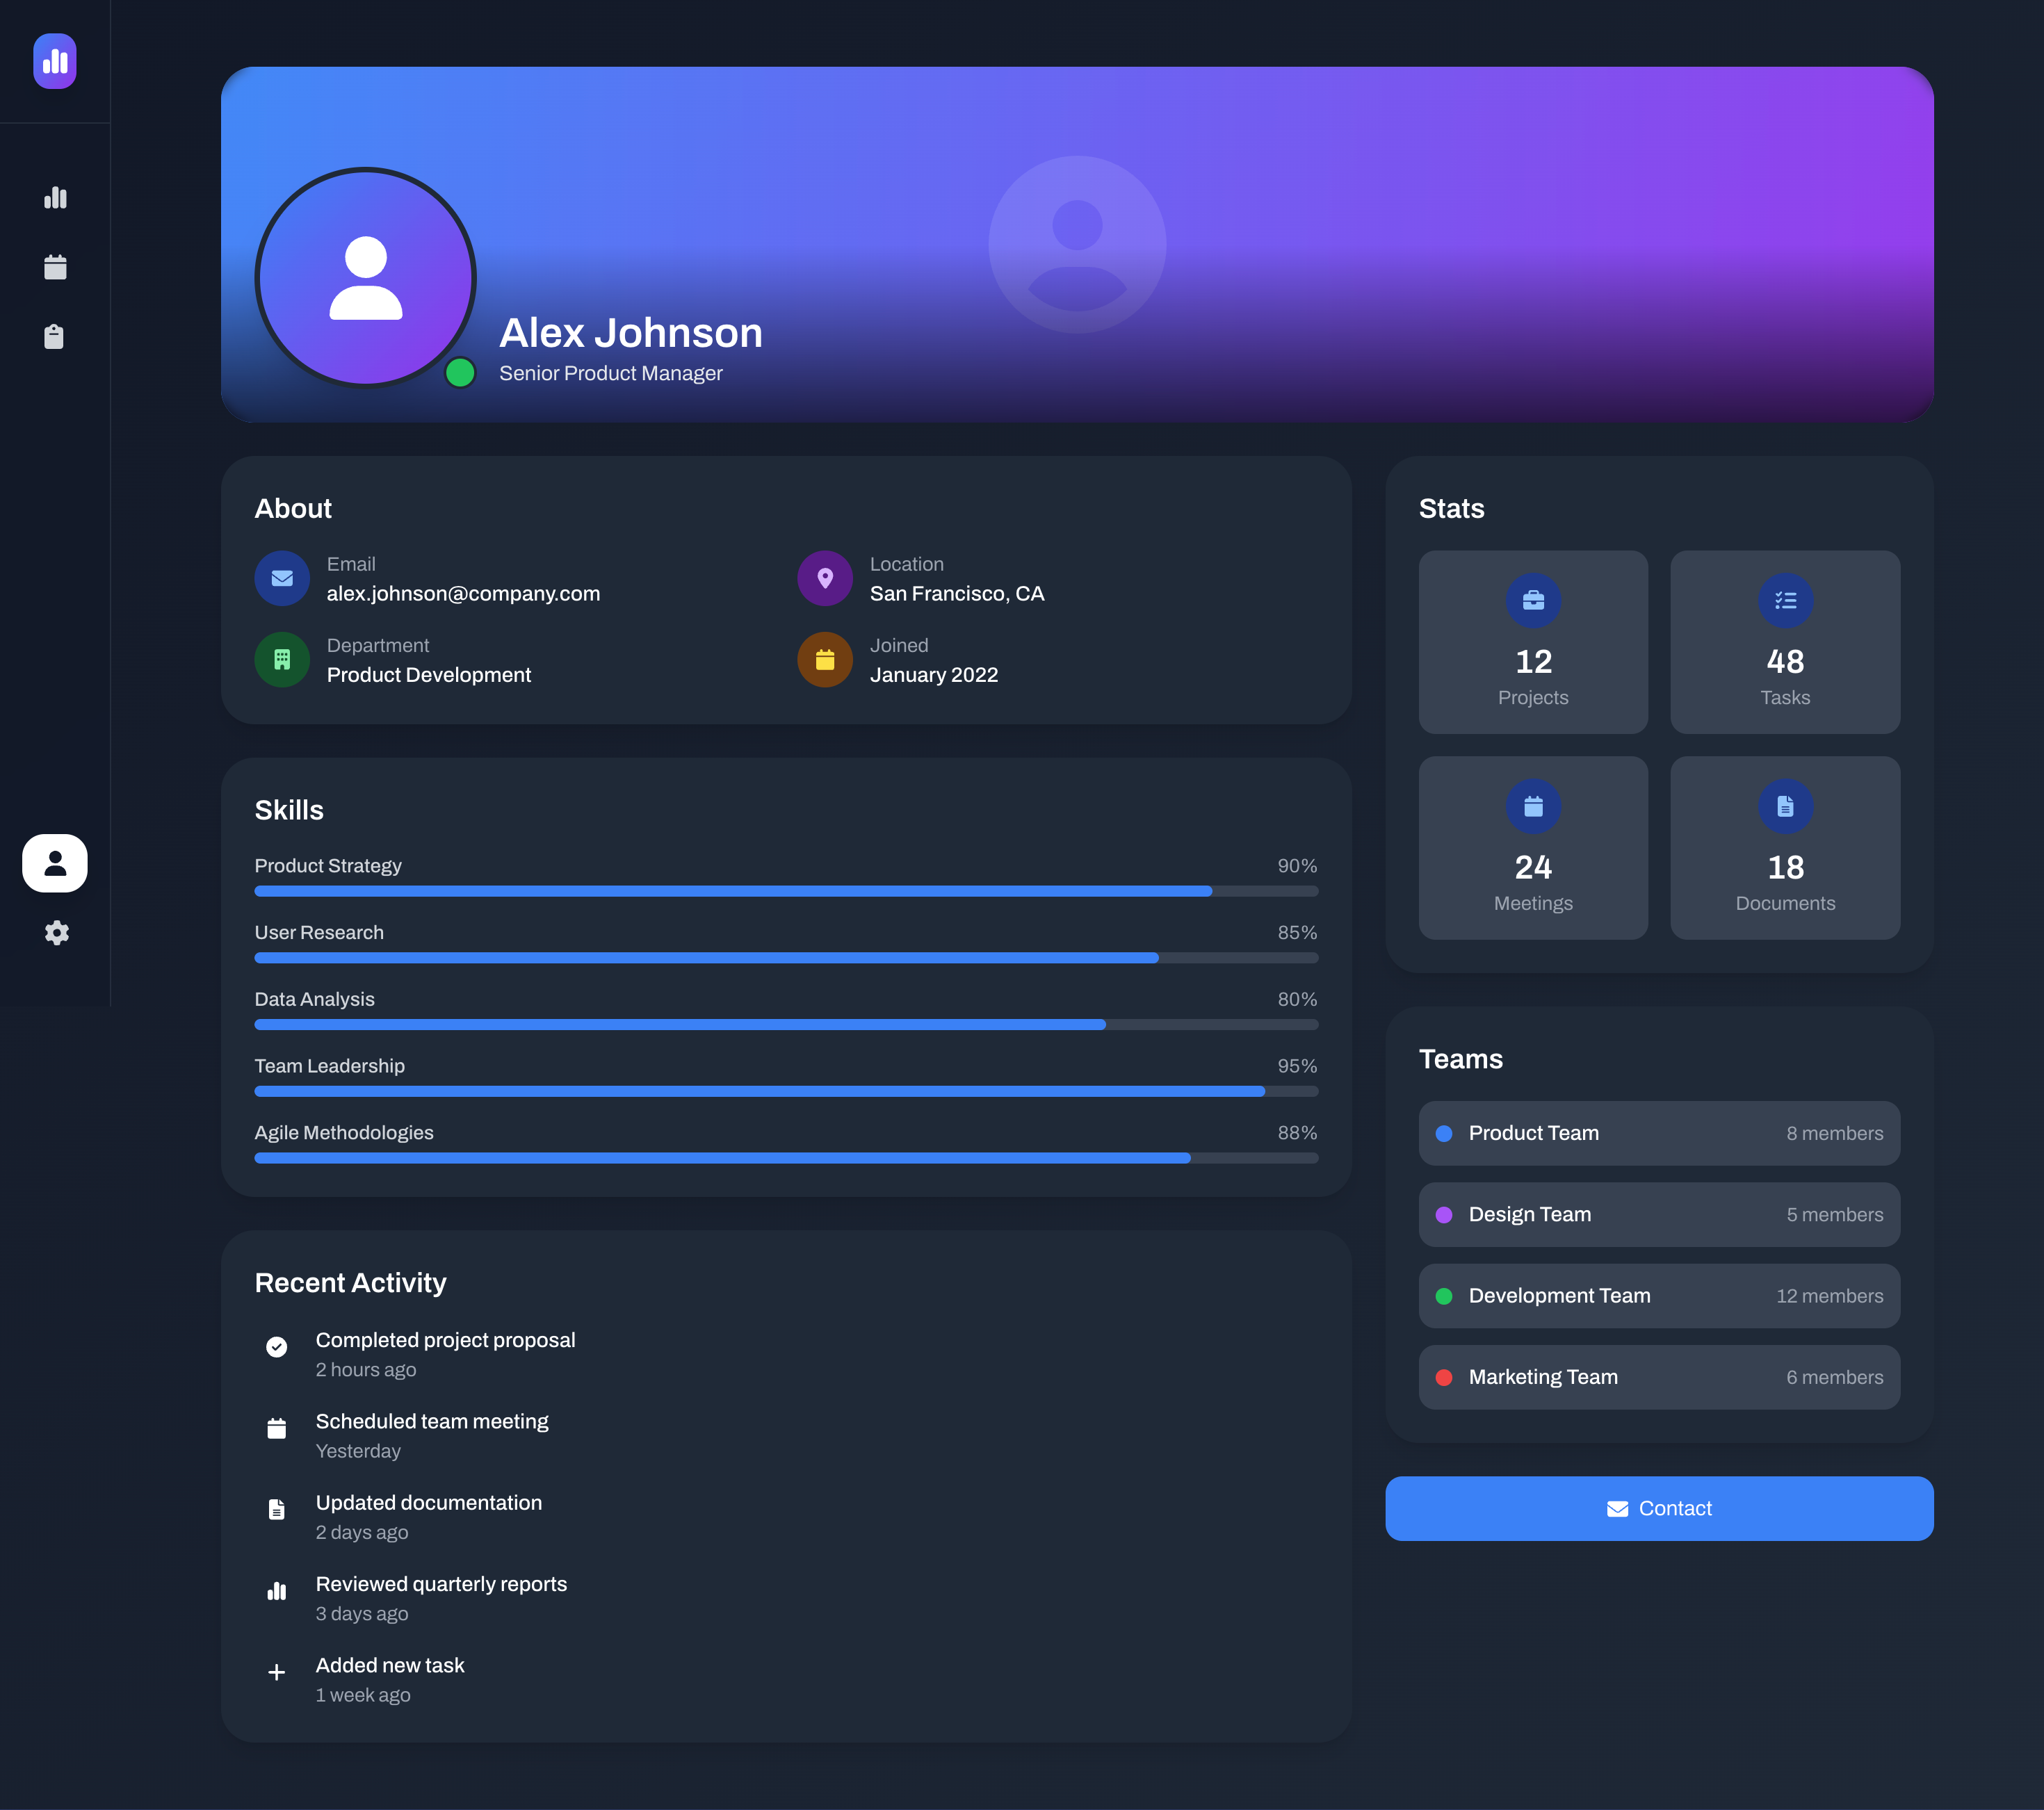 Alex Johnson
Senior Product Manager
About
Email
alex.johnson@company.com
Location
San Francisco, CA
Department
Product Development
Joined
January 2022
Skills
Product Strategy 90%
User Research 85%
Data Analysis 80%
Team Leadership 95%
Agile Methodologies 88%
Recent Activity
Completed project proposal
2 hours ago
Scheduled team meeting
Yesterday
Updated documentation
2 days ago
Reviewed quarterly reports
3 days ago
Added new task
1 week ago
Stats
12
Projects
48
Tasks
24
Meetings
18
Documents
Teams
Product Team 8 members
Design Team 5 members
Development Team 12 members
Marketing Team 6 members
Contact